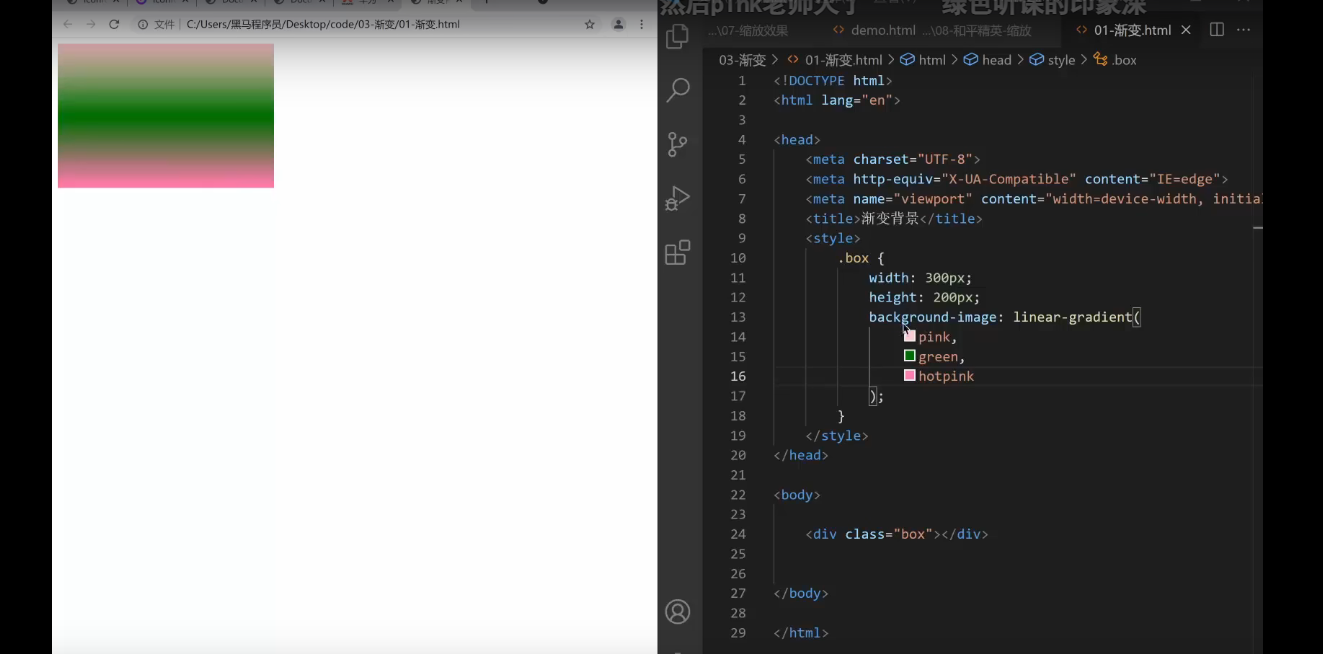 文件 C:/Users/黑马程序员/Desktop/code/03-渐变/01-渐变.html
然后pink老师火了
绿色听课的印象深
...\07-缩放效果 <> demo.html ...\08-和平精英-缩放 <> 01-渐变.html
03-渐变 > <> 01-渐变.html > html > head > style > .box
1 <!DOCTYPE html>
2 <html lang="en">
3
4 <head>
5 <meta charset="UTF-8">
6 <meta http-equiv="X-UA-Compatible" content="IE=edge">
7 <meta name="viewport" content="width=device-width, initia
8 <title>渐变背景</title>
9 <style>
10 .box {
11 width: 300px;
12 height: 200px;
13 background-image: linear-gradient(
14 pink,
15 green,
16 hotpink
17 );
18 }
19 </style>
20 </head>
21
22 <body>
23
24 <div class="box"></div>
25
26
27 </body>
28
29 </html>